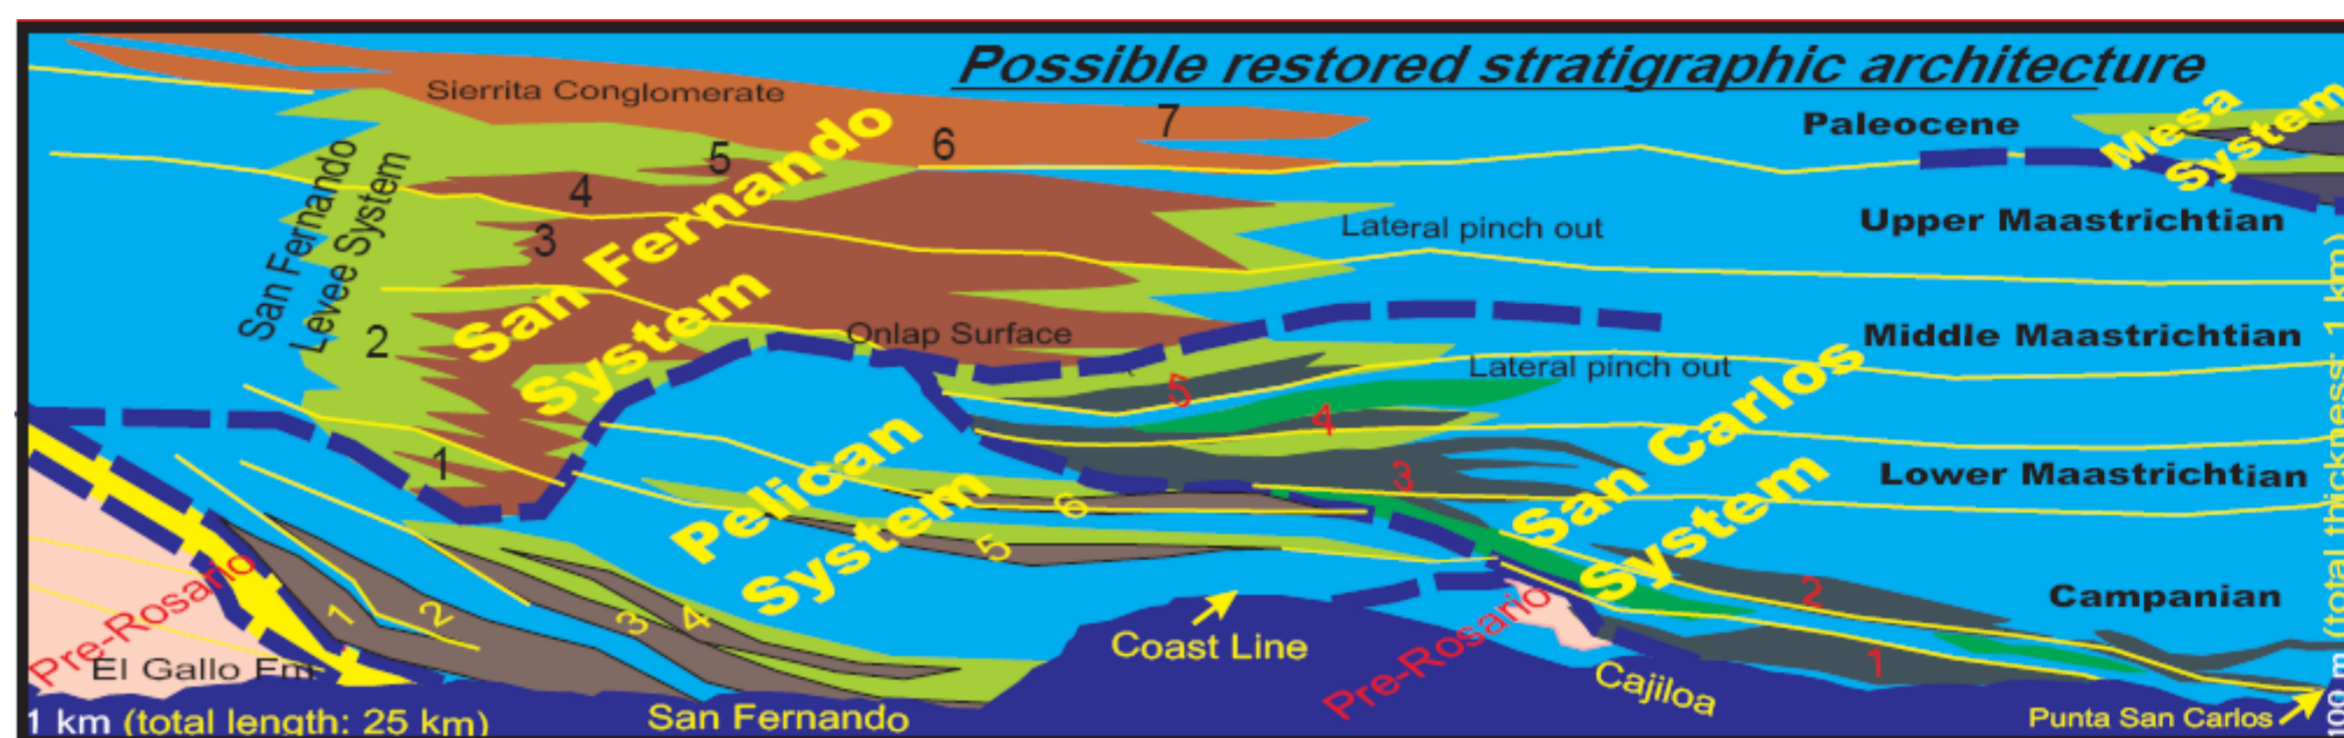 Possible restored stratigraphic architecture
Sierrita Conglomerate
7
6
5
4
3
2
1
San Fernando
Levee System
San Fernando
System
Paleocene
Mesa
System
Upper Maastrichtian
Lateral pinch out
Onlap Surface
Middle Maastrichtian
Lateral pinch out
5
4
3
2
1
San Carlos
System
Lower Maastrichtian
Pelican
System
6
5
4
3
2
1
Campanian
Pre-Rosario
El Gallo Fm
Coast Line
Pre-Rosario
Cajiloa
San Fernando
Punta San Carlos
1 km (total length: 25 km)
100 m (total thickness: 1 km)